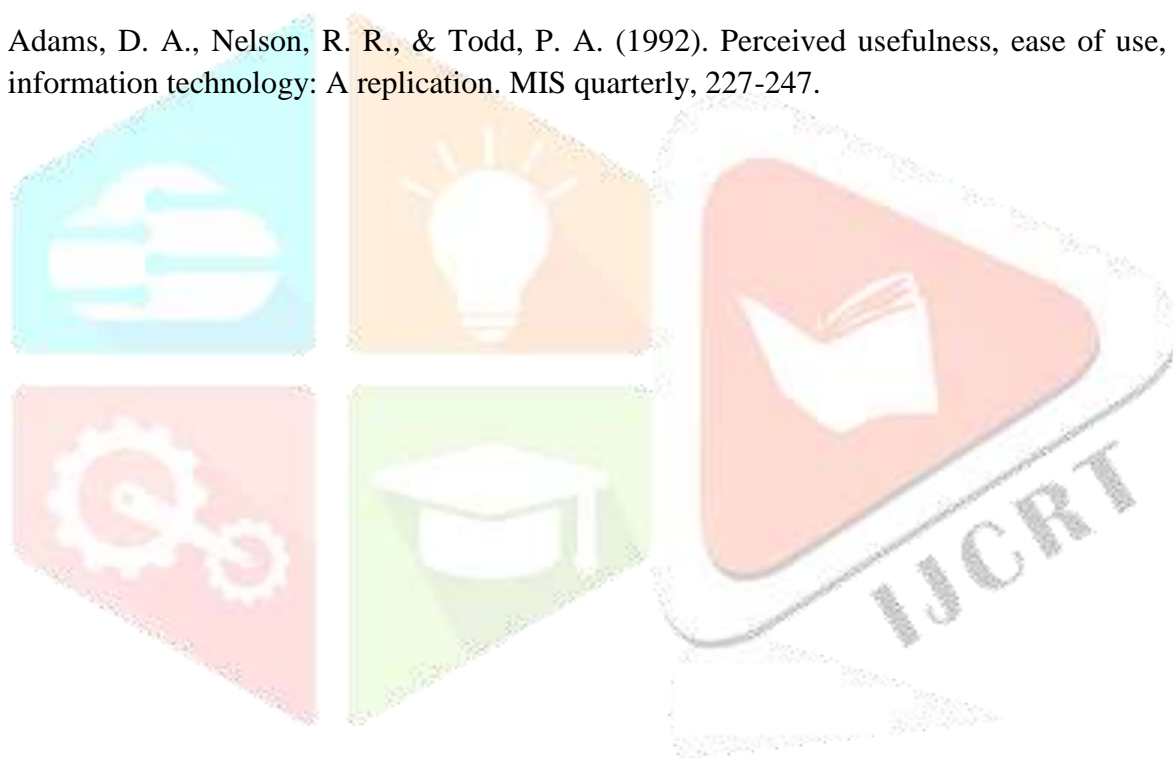 Adams, D. A., Nelson, R. R., & Todd, P. A. (1992). Perceived usefulness, ease of use,
information technology: A replication. MIS quarterly, 227-247.
IJCRT